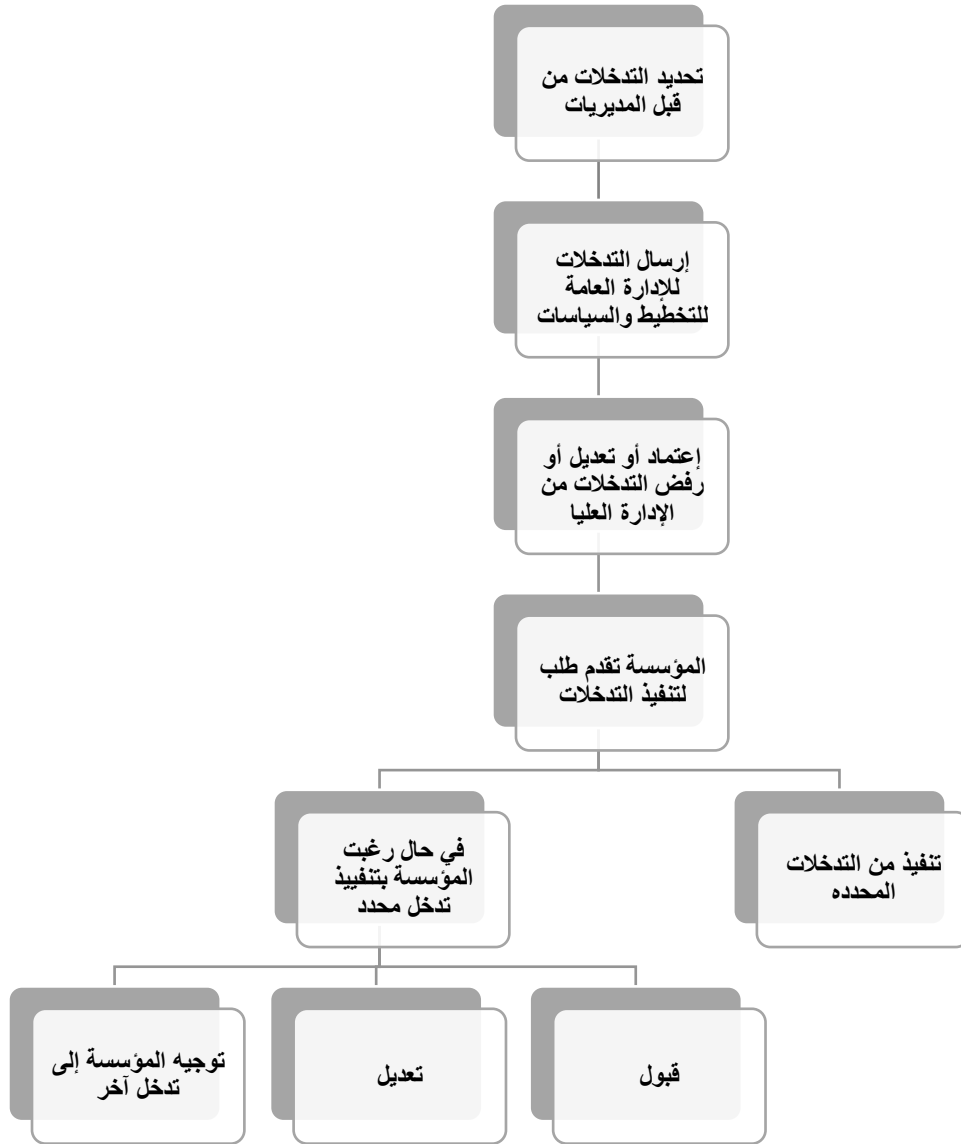 تحديد التدخلات من
قبل المديريات
إرسال التدخلات
للإدارة العامة
للتخطيط والسياسات
إعتماد أو تعديل أو
رفض التدخلات من
الإدارة العليا
المؤسسة تقدم طلب
لتنفيذ التدخلات
تنفيذ من التدخلات
المحدده
في حال رغبت
المؤسسة بتنفييذ
تدخل محدد
قبول
تعديل
توجيه المؤسسة إلى
تدخل آخر